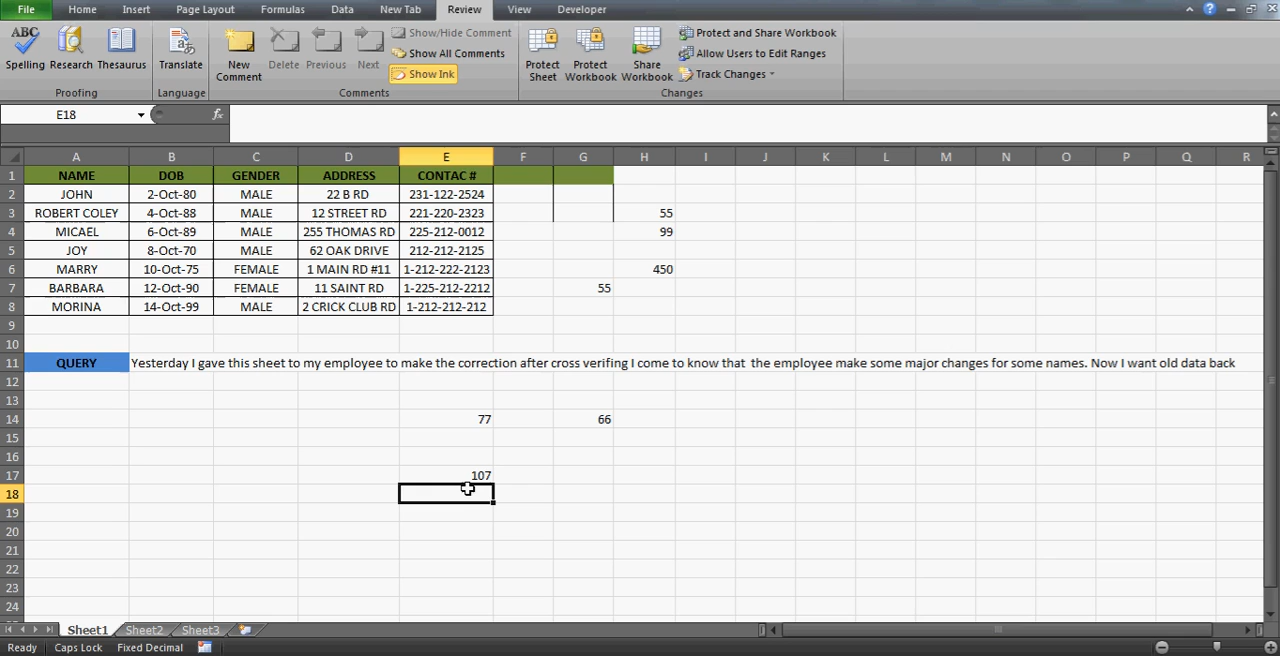 File Home Insert Page Layout Formulas Data New Tab Review View Developer
ABC
Show/Hide Comment
Protect and Share Workbook
Show All Comments
Allow Users to Edit Ranges
Spelling Research Thesaurus Translate New Comment Delete Previous Next Show Ink Protect Sheet Protect Workbook Share Workbook Track Changes
Proofing Language Comments Changes
E18 fx
A B C D E F G H I J K L M N O P Q R
1 NAME DOB GENDER ADDRESS CONTAC #
2 JOHN 2-Oct-80 MALE 22 B RD 231-122-2524
3 ROBERT COLEY 4-Oct-88 MALE 12 STREET RD 221-220-2323 55
4 MICAEL 6-Oct-89 MALE 255 THOMAS RD 225-212-0012 99
5 JOY 8-Oct-70 MALE 62 OAK DRIVE 212-212-2125
6 MARRY 10-Oct-75 FEMALE 1 MAIN RD #11 1-212-222-2123 450
7 BARBARA 12-Oct-90 FEMALE 11 SAINT RD 1-225-212-2212 55
8 MORINA 14-Oct-99 MALE 2 CRICK CLUB RD 1-212-212-212
9
10
11 QUERY Yesterday I gave this sheet to my employee to make the correction after cross verifing I come to know that the employee make some major changes for some names. Now I want old data back
12
13
14 77 66
15
16
17 107
18
19
20
21
22
23
24
Sheet1 Sheet2 Sheet3
Ready Caps Lock Fixed Decimal